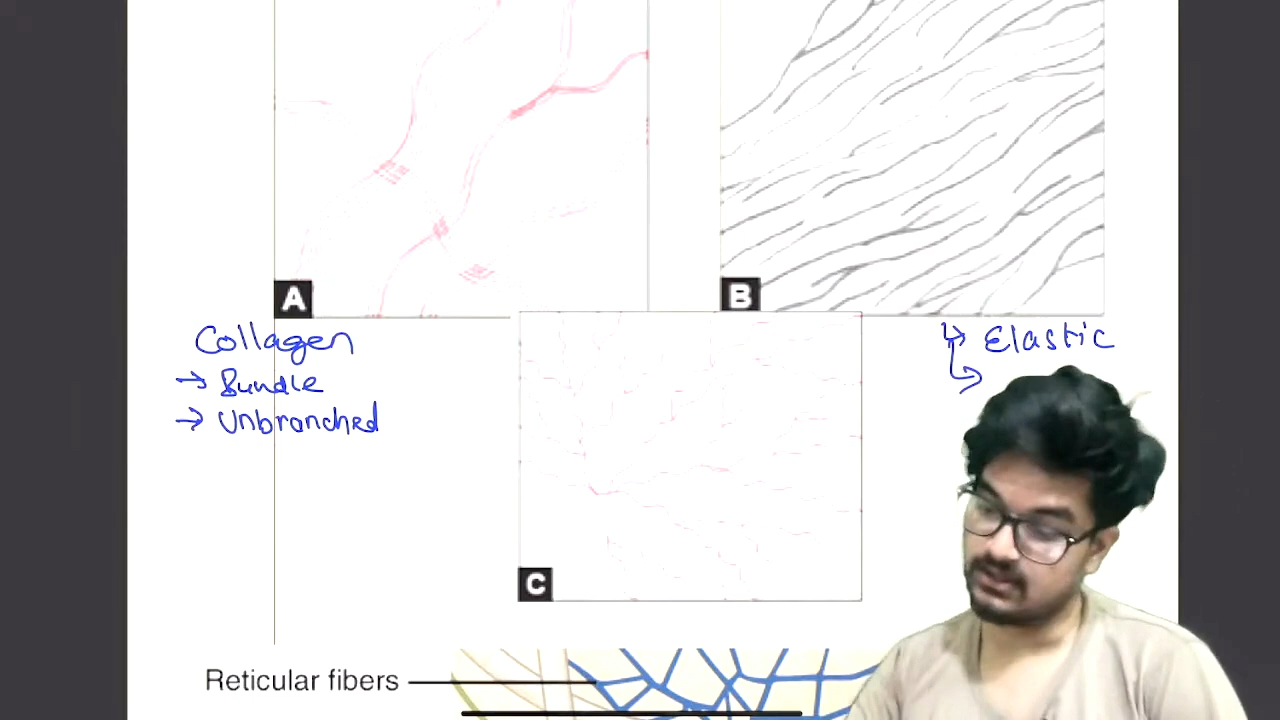 A
B
Collagen
→ Bundle
→ Unbranched
↳ Elastic
C
Reticular fibers